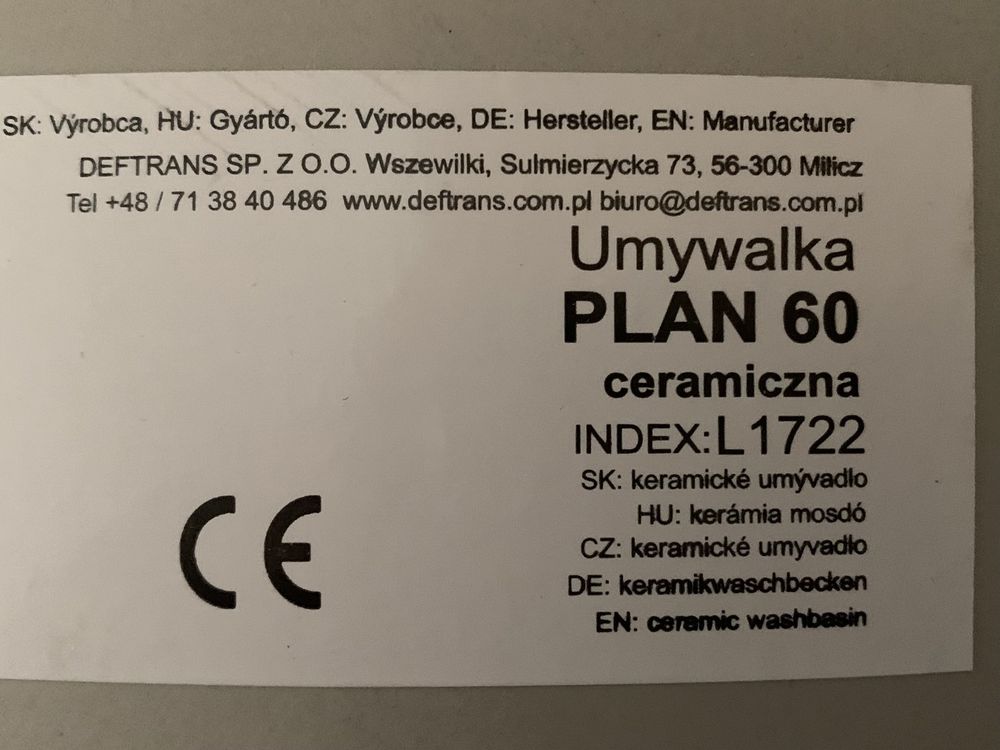 SK: Výrobca, HU: Gyártó, CZ: Výrobce, DE: Hersteller, EN: Manufacturer
DEFTRANS SP. Z O.O. Wszewilki, Sulmierzycka 73, 56-300 Milicz
Tel +48 / 71 38 40 486 www.deftrans.com.pl biuro@deftrans.com.pl
Umywalka
PLAN 60
ceramiczna
INDEX:L1722
SK: keramické umývadlo
HU: kerámia mosdó
CZ: keramické umyvadlo
DE: keramikwaschbecken
EN: ceramic washbasin
CE